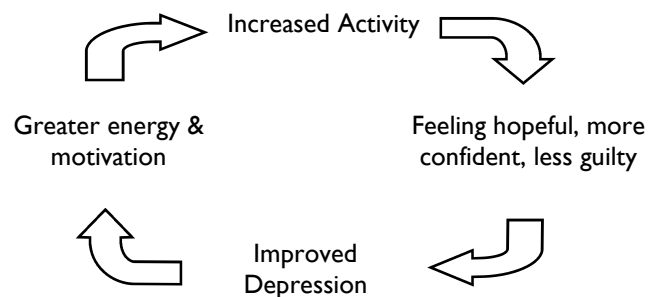 Increased Activity
Greater energy &
motivation
Feeling hopeful, more
confident, less guilty
Improved
Depression